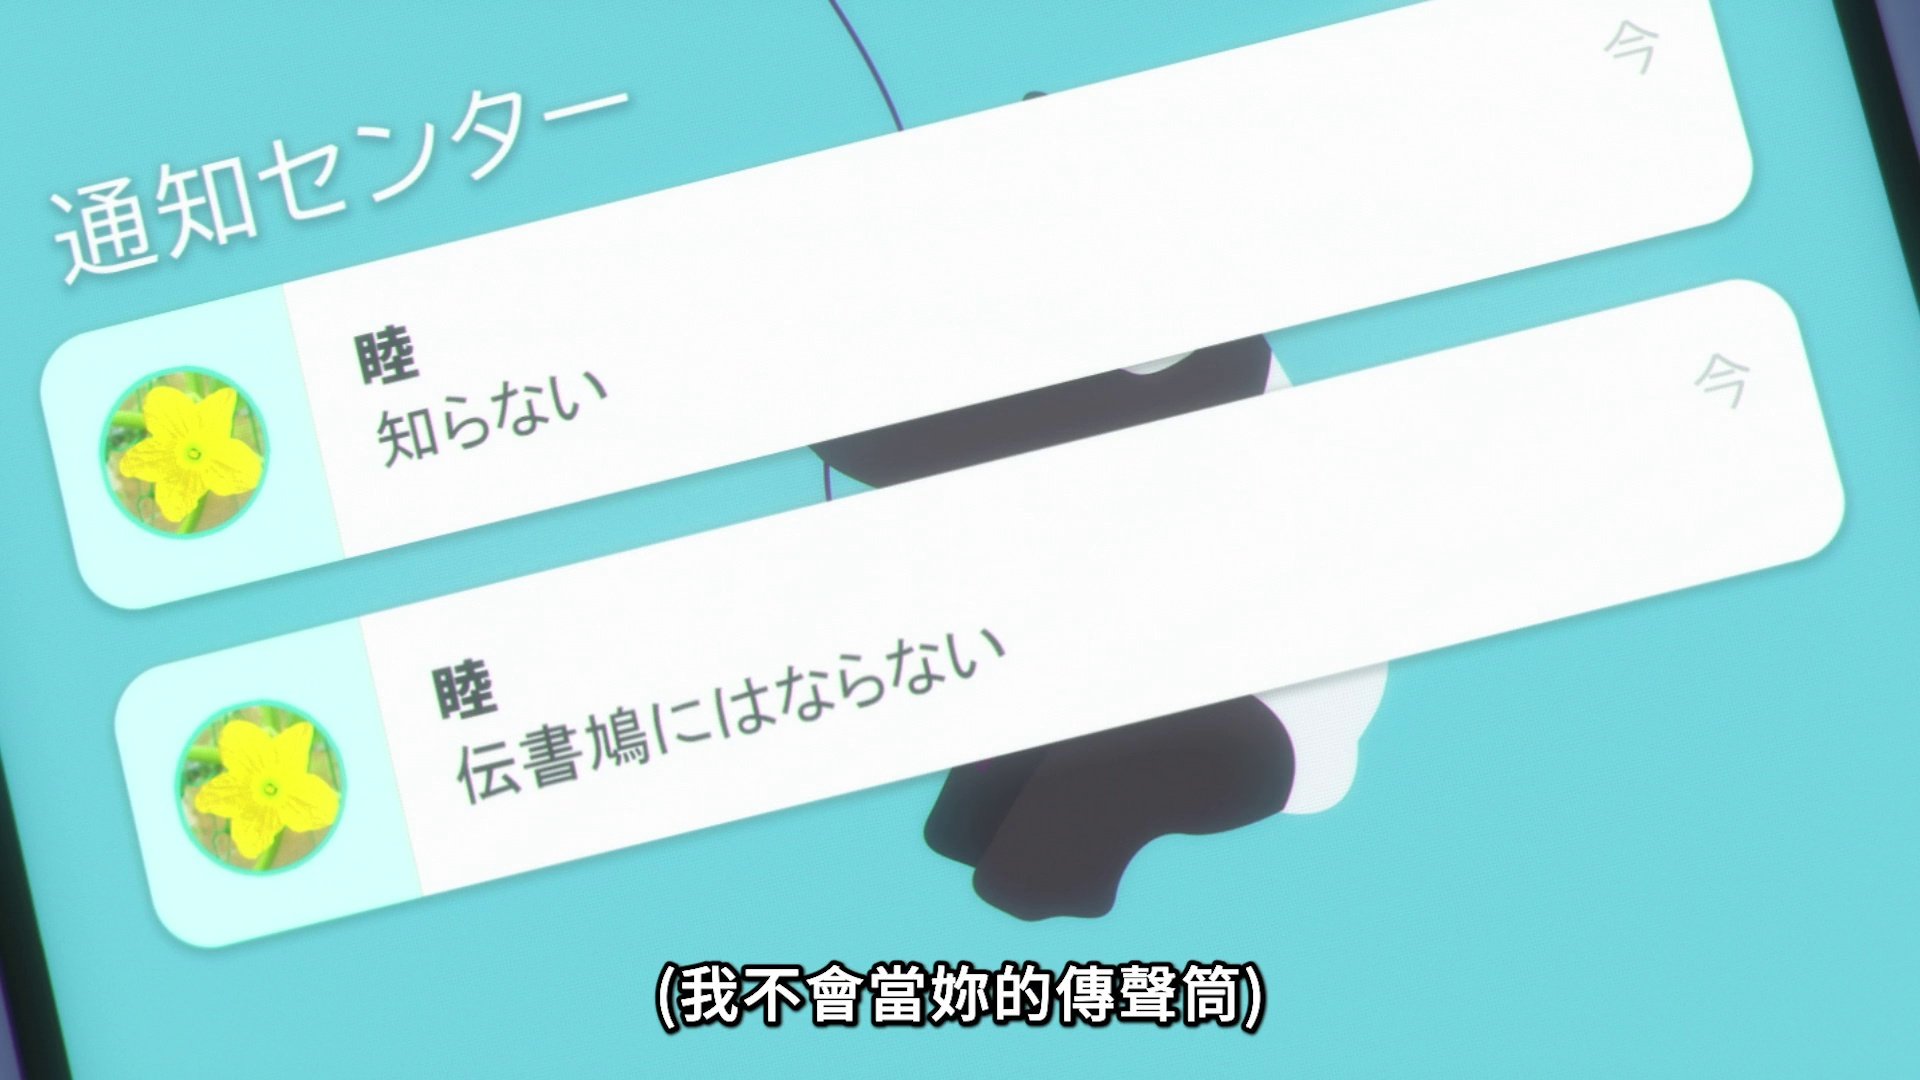 通知センター
今
睦
知らない
今
睦
伝書鳩にはならない
(我不會當妳的傳聲筒)